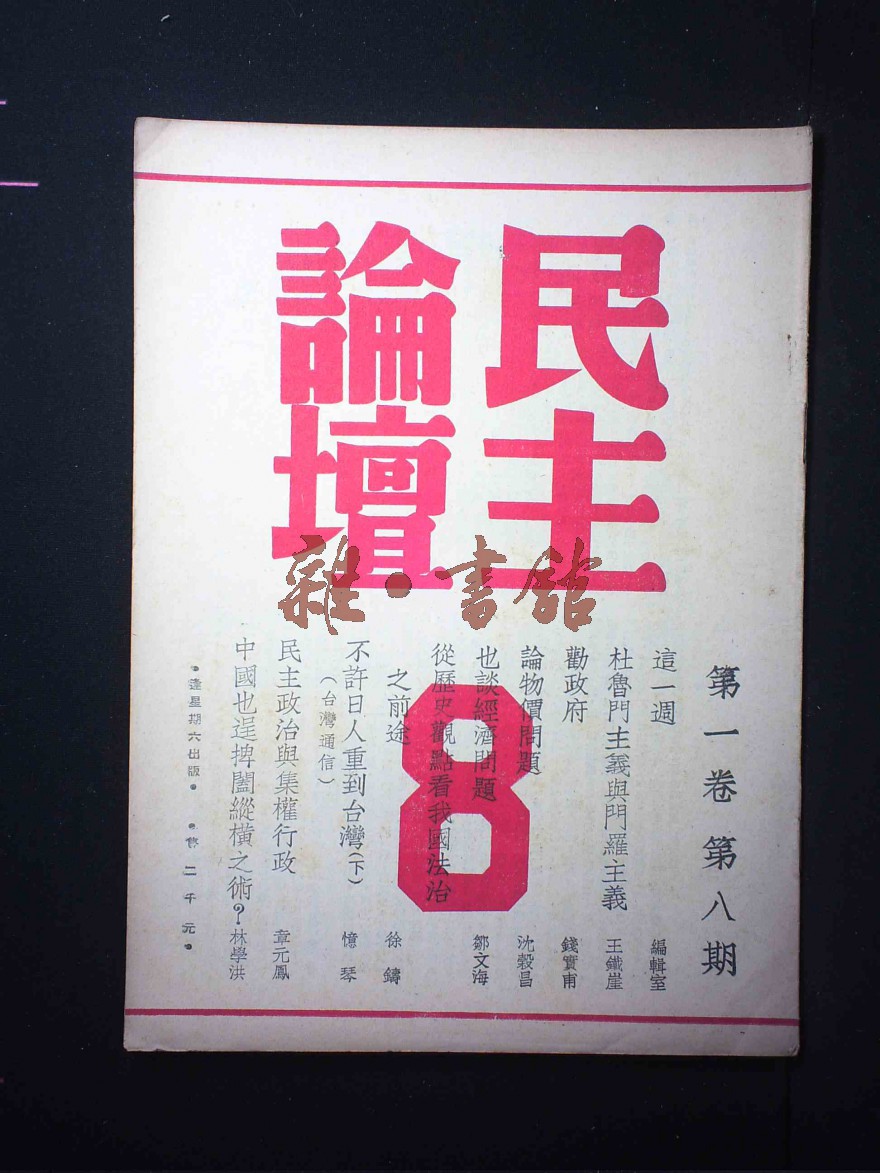 民主
論壇
雜·書館
8
第一卷第八期
這一週 編輯室
杜魯門主義與門羅主義 王鐵崖
勸政府 錢實甫
論物價問題 沈穀昌
也談經濟問題 鄒文海
從歷史觀點看我國法治
之前途 徐鑄
不許日人重到台灣(下) 憶琴
(台灣通信)
民主政治與集權行政 章元鳳
中國也逞捭闔縱橫之術? 林學洪
•逢星期六出版• •售二千元•